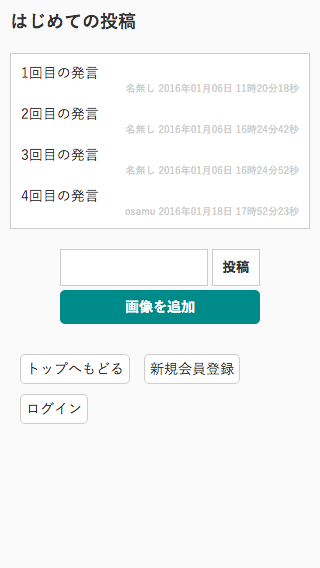 はじめての投稿
1回目の発言
名無し 2016年01月06日 11時20分18秒
2回目の発言
名無し 2016年01月06日 16時24分42秒
3回目の発言
名無し 2016年01月06日 16時24分52秒
4回目の発言
osamu 2016年01月18日 17時52分23秒
投稿
画像を追加
トップへもどる 新規会員登録
ログイン